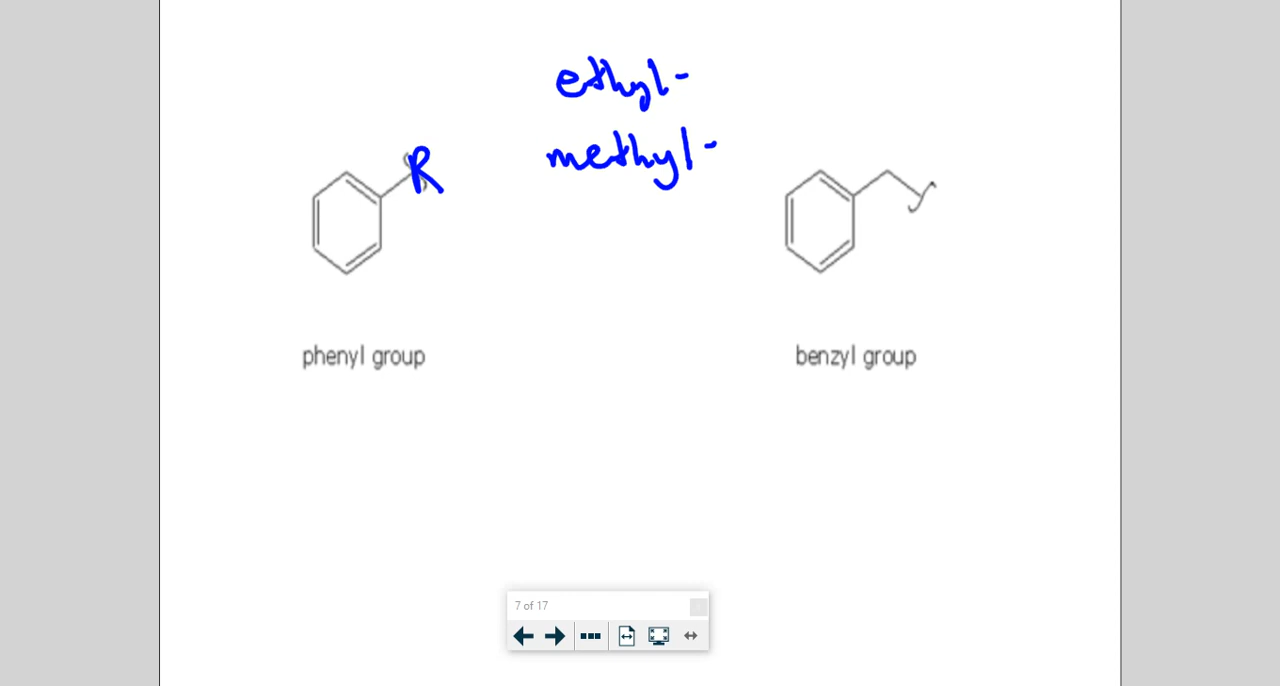 ethyl-
methyl-
R
phenyl group
benzyl group
7 of 17